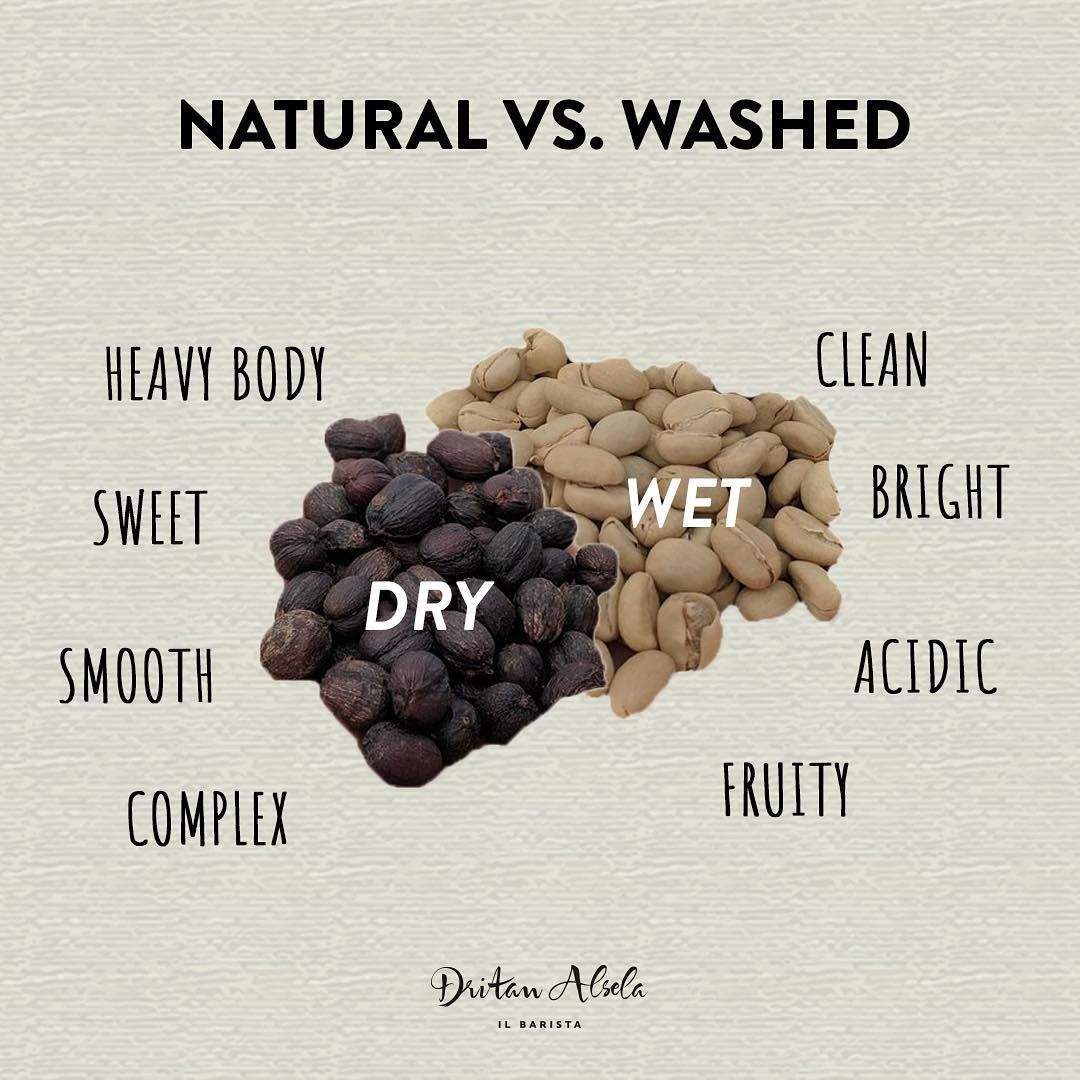 NATURAL VS. WASHED
HEAVY BODY
SWEET
SMOOTH
COMPLEX
DRY
WET
CLEAN
BRIGHT
ACIDIC
FRUITY
Dritan Alsela
IL BARISTA